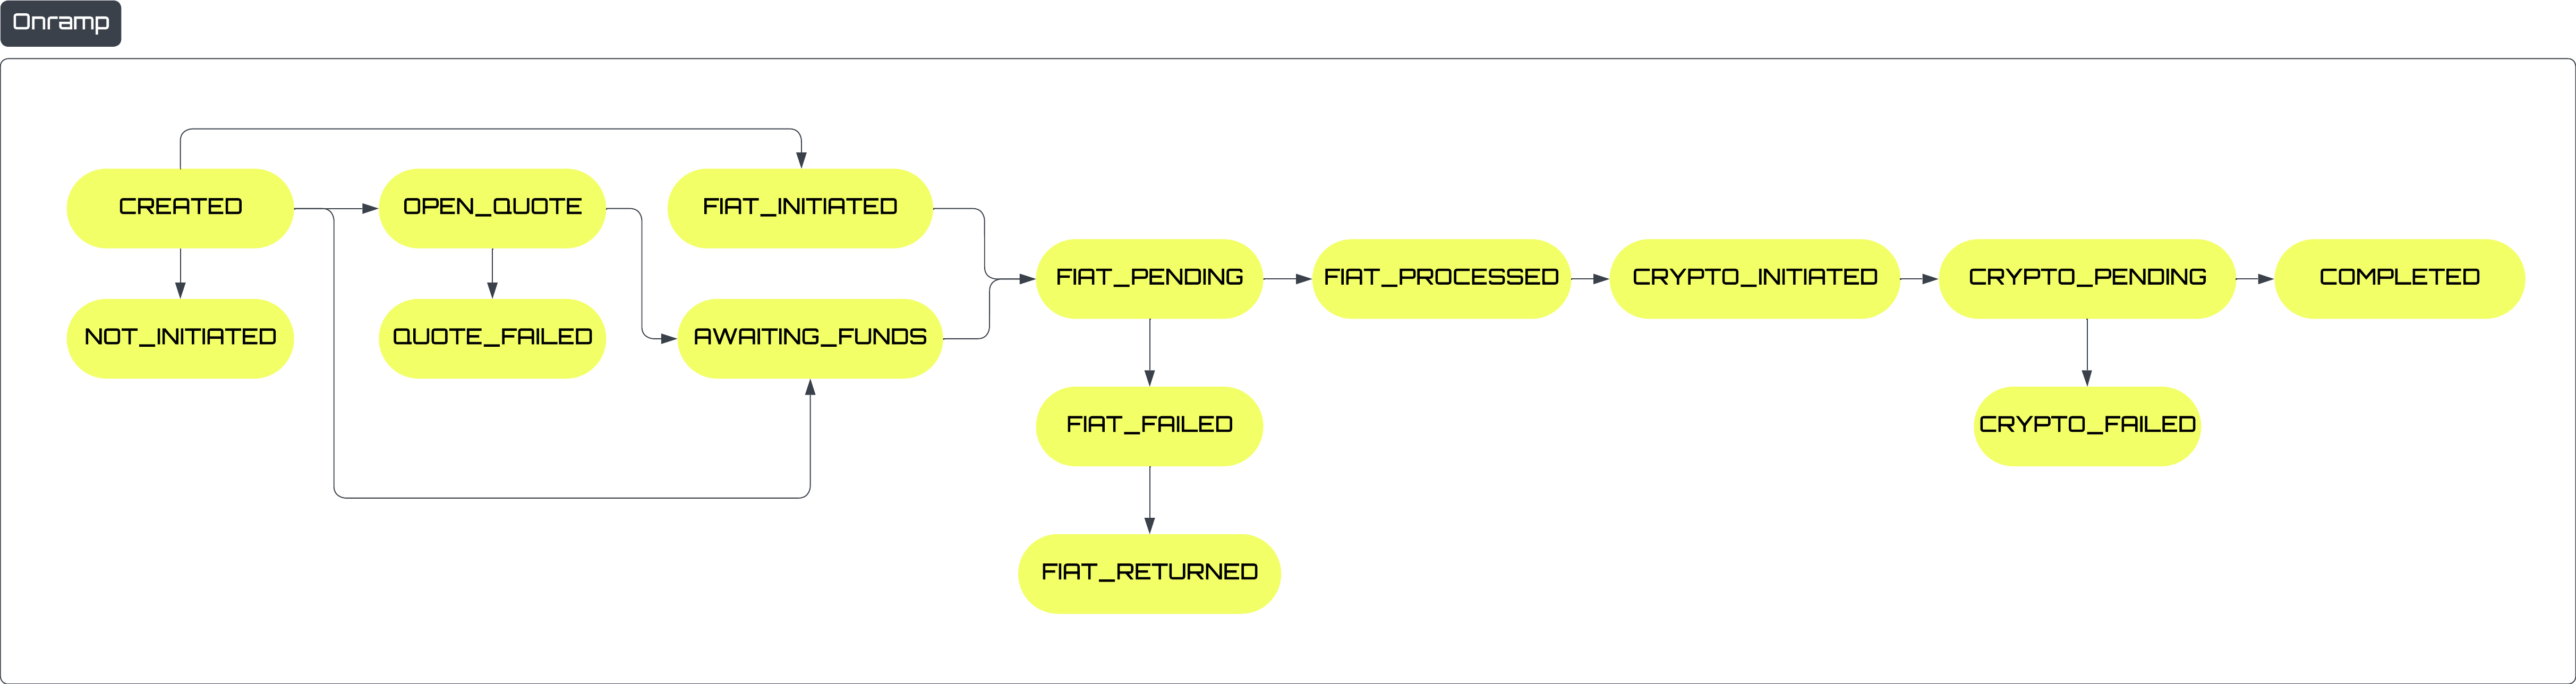 Onramp
CREATED
OPEN_QUOTE
FIAT_INITIATED
NOT_INITIATED
QUOTE_FAILED
AWAITING_FUNDS
FIAT_PENDING
FIAT_PROCESSED
CRYPTO_INITIATED
CRYPTO_PENDING
COMPLETED
FIAT_FAILED
CRYPTO_FAILED
FIAT_RETURNED